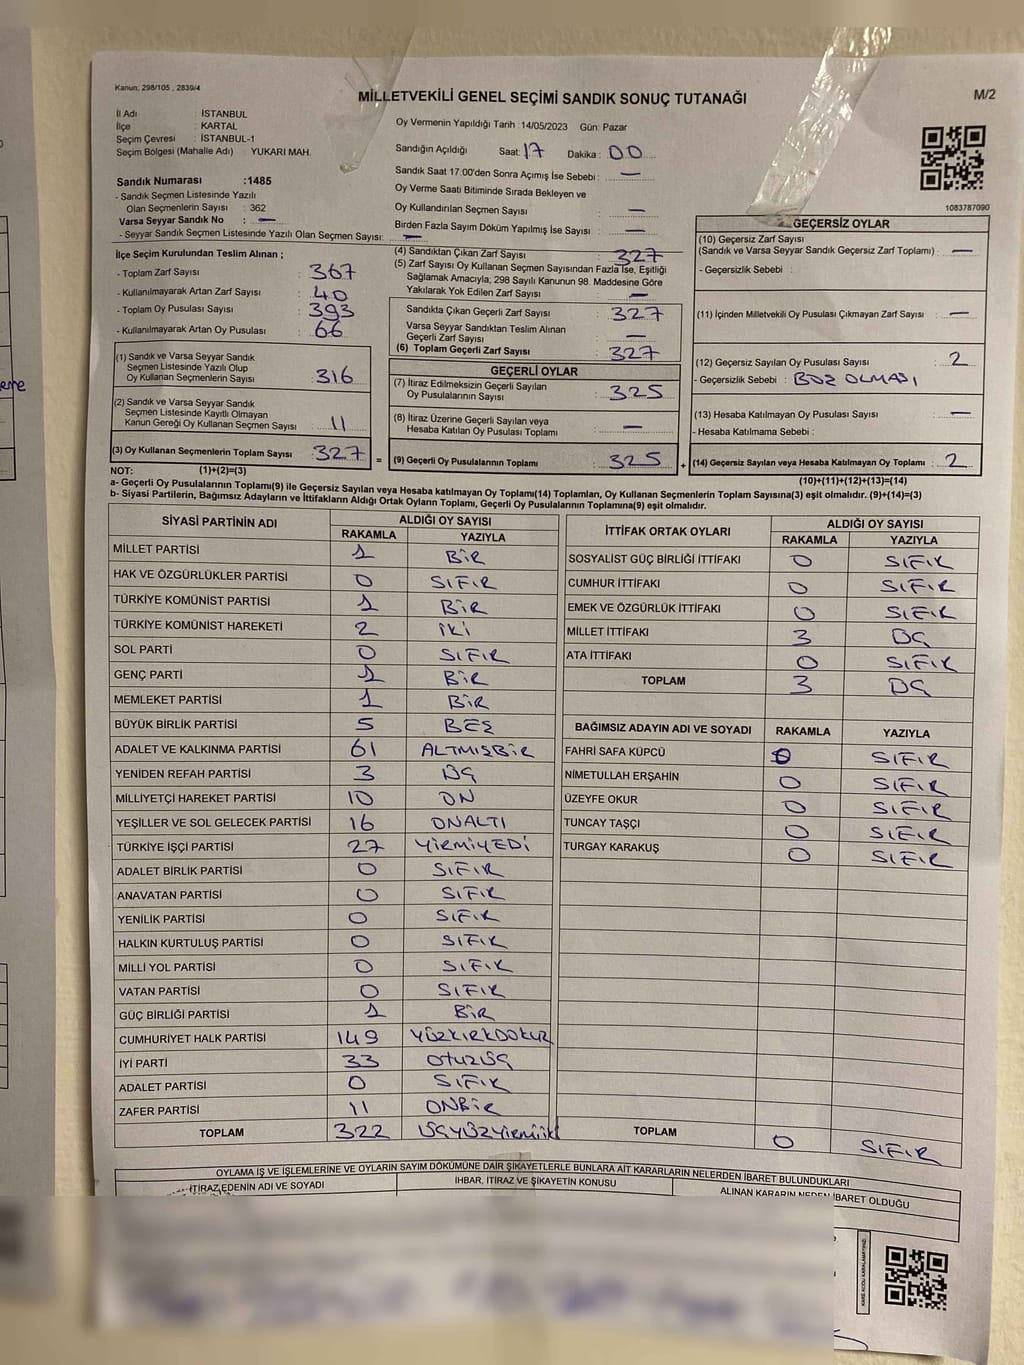 Kanun: 298/105 , 2839/4
MİLLETVEKİLİ GENEL SEÇİMİ SANDIK SONUÇ TUTANAĞI
M/2
İl Adı : İSTANBUL
İlçe : KARTAL
Seçim Çevresi : İSTANBUL-1
Seçim Bölgesi (Mahalle Adı) : YUKARI MAH.
Oy Vermenin Yapıldığı Tarih :14/05/2023 Gün: Pazar
Sandığın Açıldığı Saat: 17 Dakika : 00
Sandık Saat 17.00'den Sonra Açımış İse Sebebi : —
Oy Verme Saati Bitiminde Sırada Bekleyen ve
Oy Kullandırılan Seçmen Sayısı : —
Birden Fazla Sayım Döküm Yapılmış İse Sayısı : —
1083787090
Sandık Numarası :1485
- Sandık Seçmen Listesinde Yazılı
Olan Seçmenlerin Sayısı : 362
Varsa Seyyar Sandık No : —
- Seyyar Sandık Seçmen Listesinde Yazılı Olan Seçmen Sayısı: —
İlçe Seçim Kurulundan Teslim Alınan ;
- Toplam Zarf Sayısı : 367
- Kullanılmayarak Artan Zarf Sayısı : 40
- Toplam Oy Pusulası Sayısı : 393
- Kullanılmayarak Artan Oy Pusulası : 66
(1) Sandık ve Varsa Seyyar Sandık
Seçmen Listesinde Yazılı Olup
Oy Kullanan Seçmenlerin Sayısı : 316
(2) Sandık ve Varsa Seyyar Sandık
Seçmen Listesinde Kayıtlı Olmayan
Kanun Gereği Oy Kullanan Seçmen Sayısı : 11
(3) Oy Kullanan Seçmenlerin Toplam Sayısı : 327
(4) Sandıktan Çıkan Zarf Sayısı : 327
(5) Zarf Sayısı Oy Kullanan Seçmen Sayısından Fazla İse, Eşitliği
Sağlamak Amacıyla; 298 Sayılı Kanunun 98. Maddesine Göre
Yakılarak Yok Edilen Zarf Sayısı : —
Sandıkta Çıkan Geçerli Zarf Sayısı : 327
Varsa Seyyar Sandıktan Teslim Alınan
Geçerli Zarf Sayısı : —
(6) Toplam Geçerli Zarf Sayısı : 327
GEÇERLİ OYLAR
(7) İtiraz Edilmeksizin Geçerli Sayılan
Oy Pusulalarının Sayısı : 325
(8) İtiraz Üzerine Geçerli Sayılan veya
Hesaba Katılan Oy Pusulası Toplamı : —
= (9) Geçerli Oy Pusulalarının Toplamı : 325
GEÇERSİZ OYLAR
(10) Geçersiz Zarf Sayısı
(Sandık ve Varsa Seyyar Sandık Geçersiz Zarf Toplamı) : —
- Geçersizlik Sebebi :
(11) İçinden Milletvekili Oy Pusulası Çıkmayan Zarf Sayısı : —
(12) Geçersiz Sayılan Oy Pusulası Sayısı : 2
- Geçersizlik Sebebi : BOZ OLMASI
(13) Hesaba Katılmayan Oy Pusulası Sayısı : —
- Hesaba Katılmama Sebebi :
+ (14) Geçersiz Sayılan veya Hesaba Katılmayan Oy Toplamı : 2
NOT: (1)+(2)=(3)
(10)+(11)+(12)+(13)=(14)
a- Geçerli Oy Pusulalarının Toplamı(9) ile Geçersiz Sayılan veya Hesaba katılmayan Oy Toplamı(14) Toplamları, Oy Kullanan Seçmenlerin Toplam Sayısına(3) eşit olmalıdır. (9)+(14)=(3)
b- Siyasi Partilerin, Bağımsız Adayların ve İttifakların Aldığı Ortak Oyların Toplamı, Geçerli Oy Pusulalarının Toplamına(9) eşit olmalıdır.
SİYASİ PARTİNİN ADI ALDIĞI OY SAYISI
RAKAMLA YAZIYLA
MİLLET PARTİSİ 1 BİR
HAK VE ÖZGÜRLÜKLER PARTİSİ 0 SIFIR
TÜRKİYE KOMÜNİST PARTİSİ 1 BİR
TÜRKİYE KOMÜNİST HAREKETİ 2 İKİ
SOL PARTİ 0 SIFIR
GENÇ PARTİ 1 BİR
MEMLEKET PARTİSİ 1 BİR
BÜYÜK BİRLİK PARTİSİ 5 BEŞ
ADALET VE KALKINMA PARTİSİ 61 ALTMIŞBİR
YENİDEN REFAH PARTİSİ 3 ÜÇ
MİLLİYETÇİ HAREKET PARTİSİ 10 ON
YEŞİLLER VE SOL GELECEK PARTİSİ 16 ONALTI
TÜRKİYE İŞÇİ PARTİSİ 27 YİRMİYEDİ
ADALET BİRLİK PARTİSİ 0 SIFIR
ANAVATAN PARTİSİ 0 SIFIR
YENİLİK PARTİSİ 0 SIFIR
HALKIN KURTULUŞ PARTİSİ 0 SIFIR
MİLLİ YOL PARTİSİ 0 SIFIR
VATAN PARTİSİ 0 SIFIR
GÜÇ BİRLİĞİ PARTİSİ 1 BİR
CUMHURİYET HALK PARTİSİ 149 YÜZKIRKDOKUZ
İYİ PARTİ 33 OTUZÜÇ
ADALET PARTİSİ 0 SIFIR
ZAFER PARTİSİ 11 ONBİR
TOPLAM 322 ÜÇYÜZYİRMİİKİ
İTTİFAK ORTAK OYLARI ALDIĞI OY SAYISI
RAKAMLA YAZIYLA
SOSYALİST GÜÇ BİRLİĞİ İTTİFAKI 0 SIFIR
CUMHUR İTTİFAKI 0 SIFIR
EMEK VE ÖZGÜRLÜK İTTİFAKI 0 SIFIR
MİLLET İTTİFAKI 3 ÜÇ
ATA İTTİFAKI 0 SIFIR
TOPLAM 3 ÜÇ
BAĞIMSIZ ADAYIN ADI VE SOYADI RAKAMLA YAZIYLA
FAHRİ SAFA KÜPCÜ 0 SIFIR
NİMETULLAH ERŞAHİN 0 SIFIR
ÜZEYFE OKUR 0 SIFIR
TUNCAY TAŞÇI 0 SIFIR
TURGAY KARAKUŞ 0 SIFIR
TOPLAM 0 SIFIR
OYLAMA İŞ VE İŞLEMLERİNE VE OYLARIN SAYIM DÖKÜMÜNE DAİR ŞİKAYETLERLE BUNLARA AİT KARARLARIN NELERDEN İBARET BULUNDUKLARI
İTİRAZ EDENİN ADI VE SOYADI
İHBAR, İTİRAZ VE ŞİKAYETİN KONUSU
ALINAN KARARIN NEDEN İBARET OLDUĞU
KARE KODU KARALAMAYINIZ!